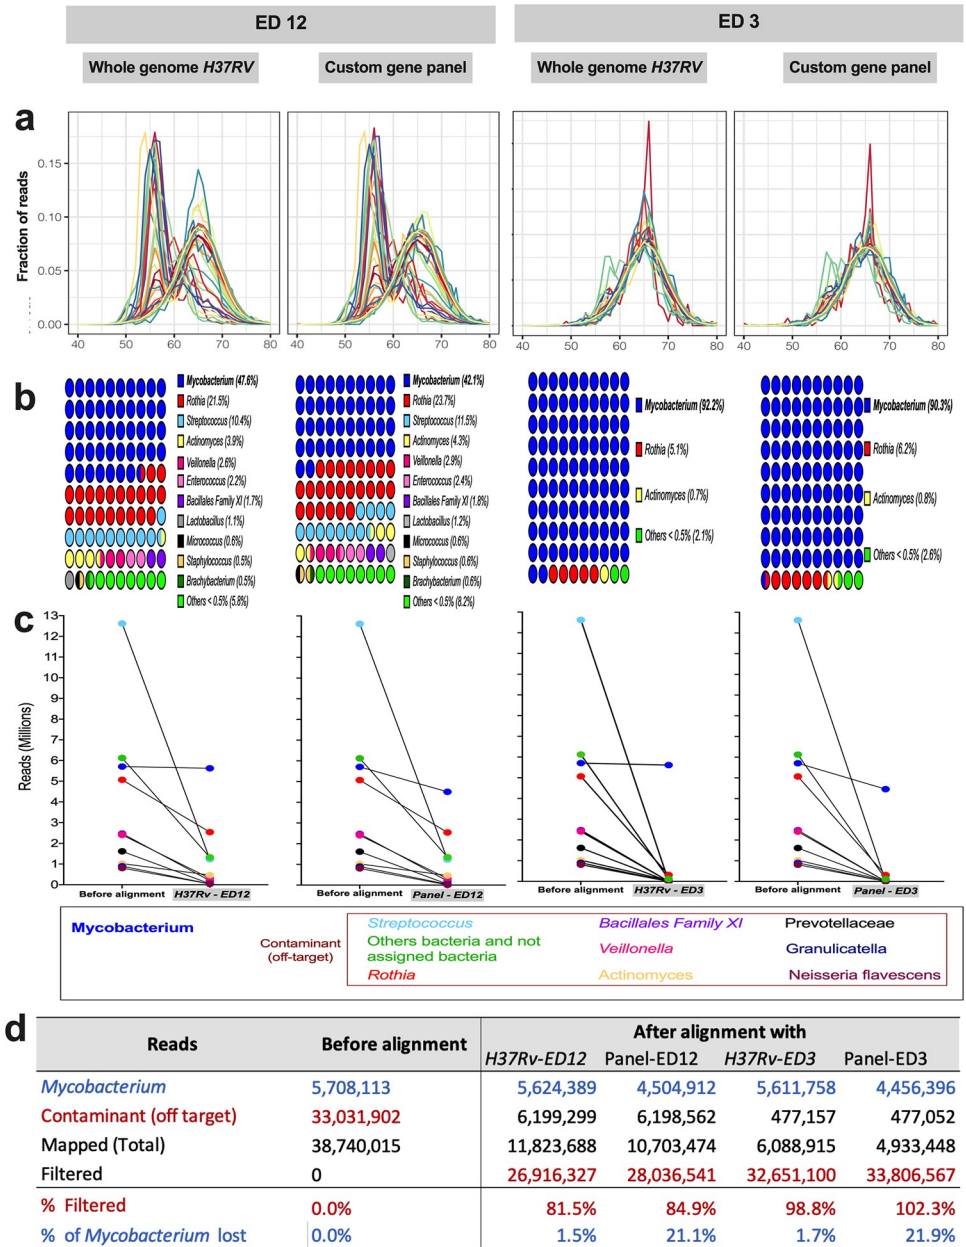 ED 12
ED 3
Whole genome H37RV
Custom gene panel
Whole genome H37RV
Custom gene panel
a
Fraction of reads
0.15
0.10
0.05
0.00
40 50 60 70 80
40 50 60 70 80
40 50 60 70 80
40 50 60 70 80
b
Mycobacterium (47.6%)
Rothia (21.5%)
Streptococcus (10.4%)
Actinomyces (3.9%)
Veillonella (2.6%)
Enterococcus (2.2%)
Bacillales Family XI (1.7%)
Lactobacillus (1.1%)
Micrococcus (0.6%)
Staphylococcus (0.5%)
Brachybacterium (0.5%)
Others < 0.5% (5.8%)
Mycobacterium (42.1%)
Rothia (23.7%)
Streptococcus (11.5%)
Actinomyces (4.3%)
Veillonella (2.9%)
Enterococcus (2.4%)
Bacillales Family XI (1.8%)
Lactobacillus (1.2%)
Micrococcus (0.6%)
Staphylococcus (0.6%)
Brachybacterium (0.6%)
Others < 0.5% (8.2%)
Mycobacterium (92.2%)
Rothia (5.1%)
Actinomyces (0.7%)
Others < 0.5% (2.1%)
Mycobacterium (90.3%)
Rothia (6.2%)
Actinomyces (0.8%)
Others < 0.5% (2.6%)
c
Reads (Millions)
13
12
11
10
9
8
7
6
5
4
3
2
1
0
Before alignment H37Rv - ED12
Before alignment Panel - ED12
Before alignment H37Rv - ED3
Before alignment Panel - ED3
Mycobacterium
Contaminant
(off-target)
Streptococcus
Others bacteria and not
assigned bacteria
Rothia
Bacillales Family XI
Veillonella
Actinomyces
Prevotellaceae
Granulicatella
Neisseria flavescens
d
Reads Before alignment After alignment with
H37Rv-ED12 Panel-ED12 H37Rv-ED3 Panel-ED3
Mycobacterium 5,708,113 5,624,389 4,504,912 5,611,758 4,456,396
Contaminant (off target) 33,031,902 6,199,299 6,198,562 477,157 477,052
Mapped (Total) 38,740,015 11,823,688 10,703,474 6,088,915 4,933,448
Filtered 0 26,916,327 28,036,541 32,651,100 33,806,567
% Filtered 0.0% 81.5% 84.9% 98.8% 102.3%
% of Mycobacterium lost 0.0% 1.5% 21.1% 1.7% 21.9%